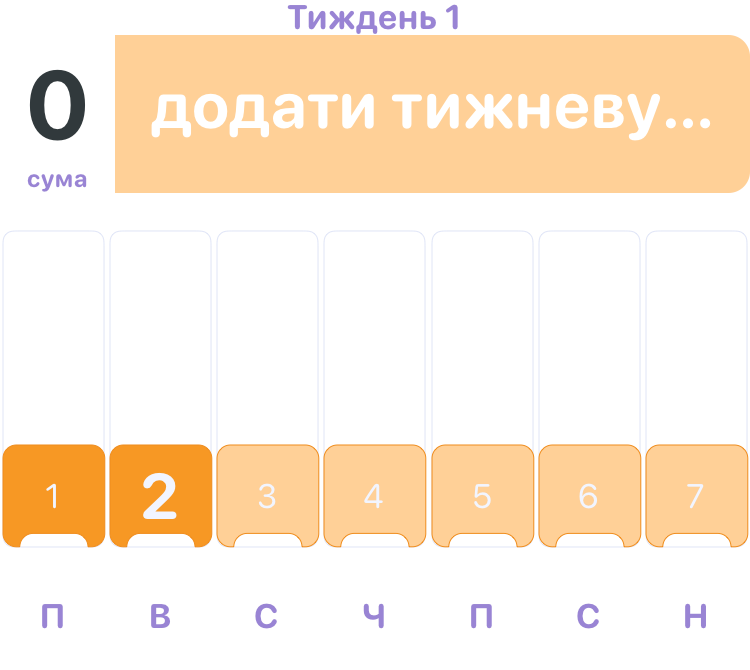 Тиждень 1
0
додати тижневу...
сума
1 2 3 4 5 6 7
П В С Ч П С Н